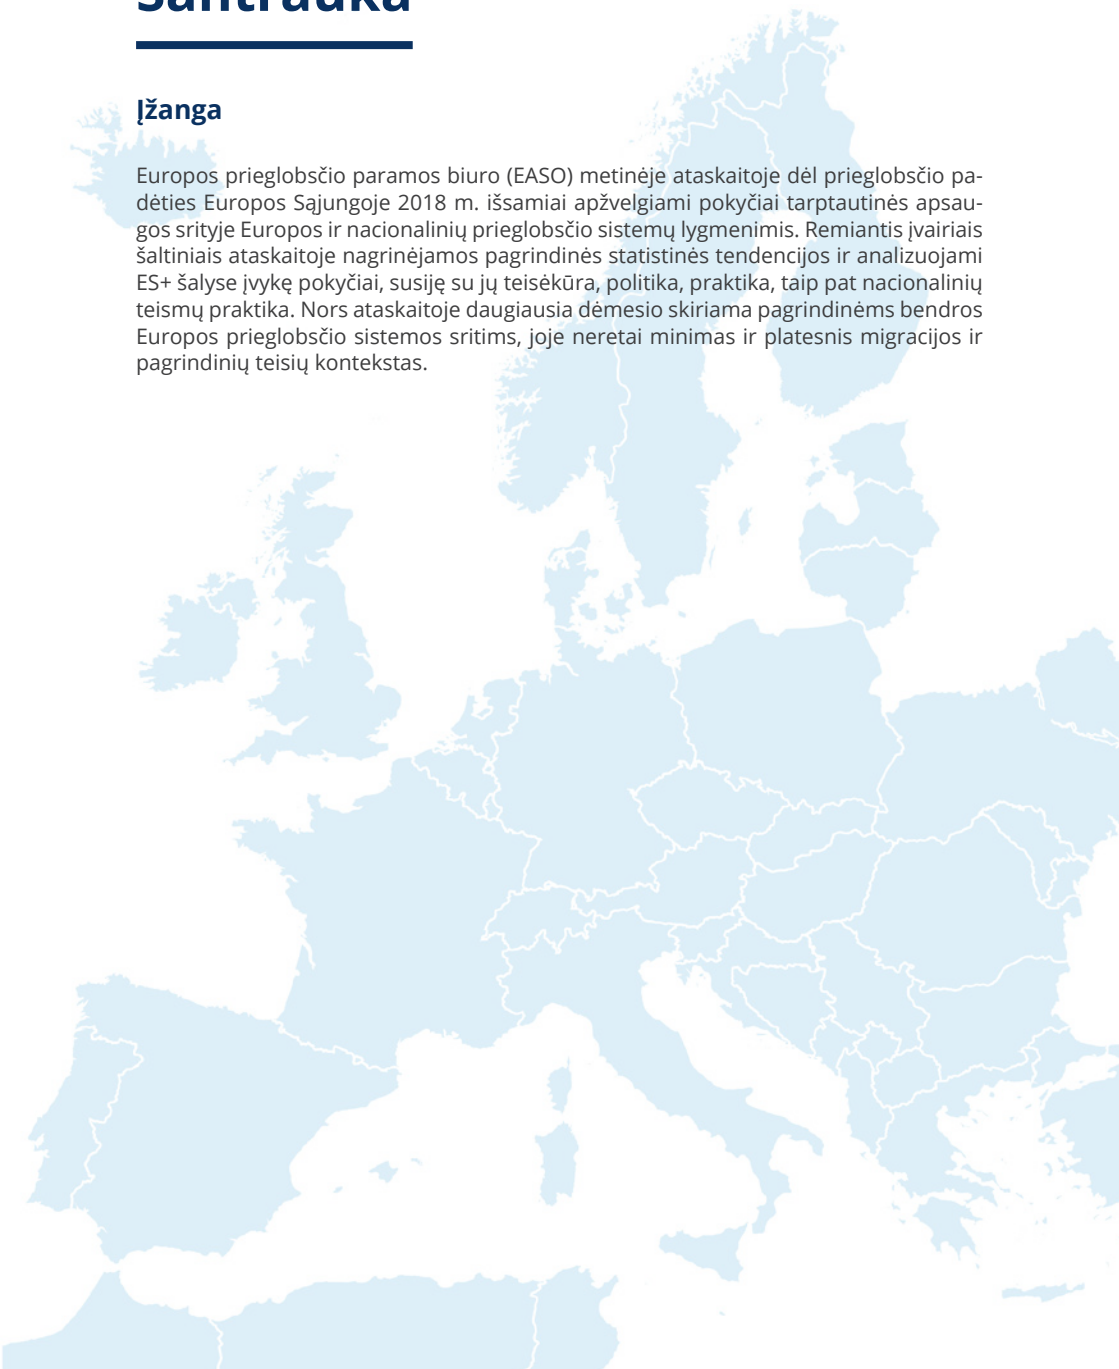 Santrauka
Įžanga
Europos prieglobsčio paramos biuro (EASO) metinėje ataskaitoje dėl prieglobsčio pa-
dėties Europos Sąjungoje 2018 m. išsamiai apžvelgiami pokyčiai tarptautinės apsau-
gos srityje Europos ir nacionalinių prieglobsčio sistemų lygmenimis. Remiantis įvairiais
šaltiniais ataskaitoje nagrinėjamos pagrindinės statistinės tendencijos ir analizuojami
ES+ šalyse įvykę pokyčiai, susiję su jų teisėkūra, politika, praktika, taip pat nacionalinių
teismų praktika. Nors ataskaitoje daugiausia dėmesio skiriama pagrindinėms bendros
Europos prieglobsčio sistemos sritims, joje neretai minimas ir platesnis migracijos ir
pagrindinių teisių kontekstas.